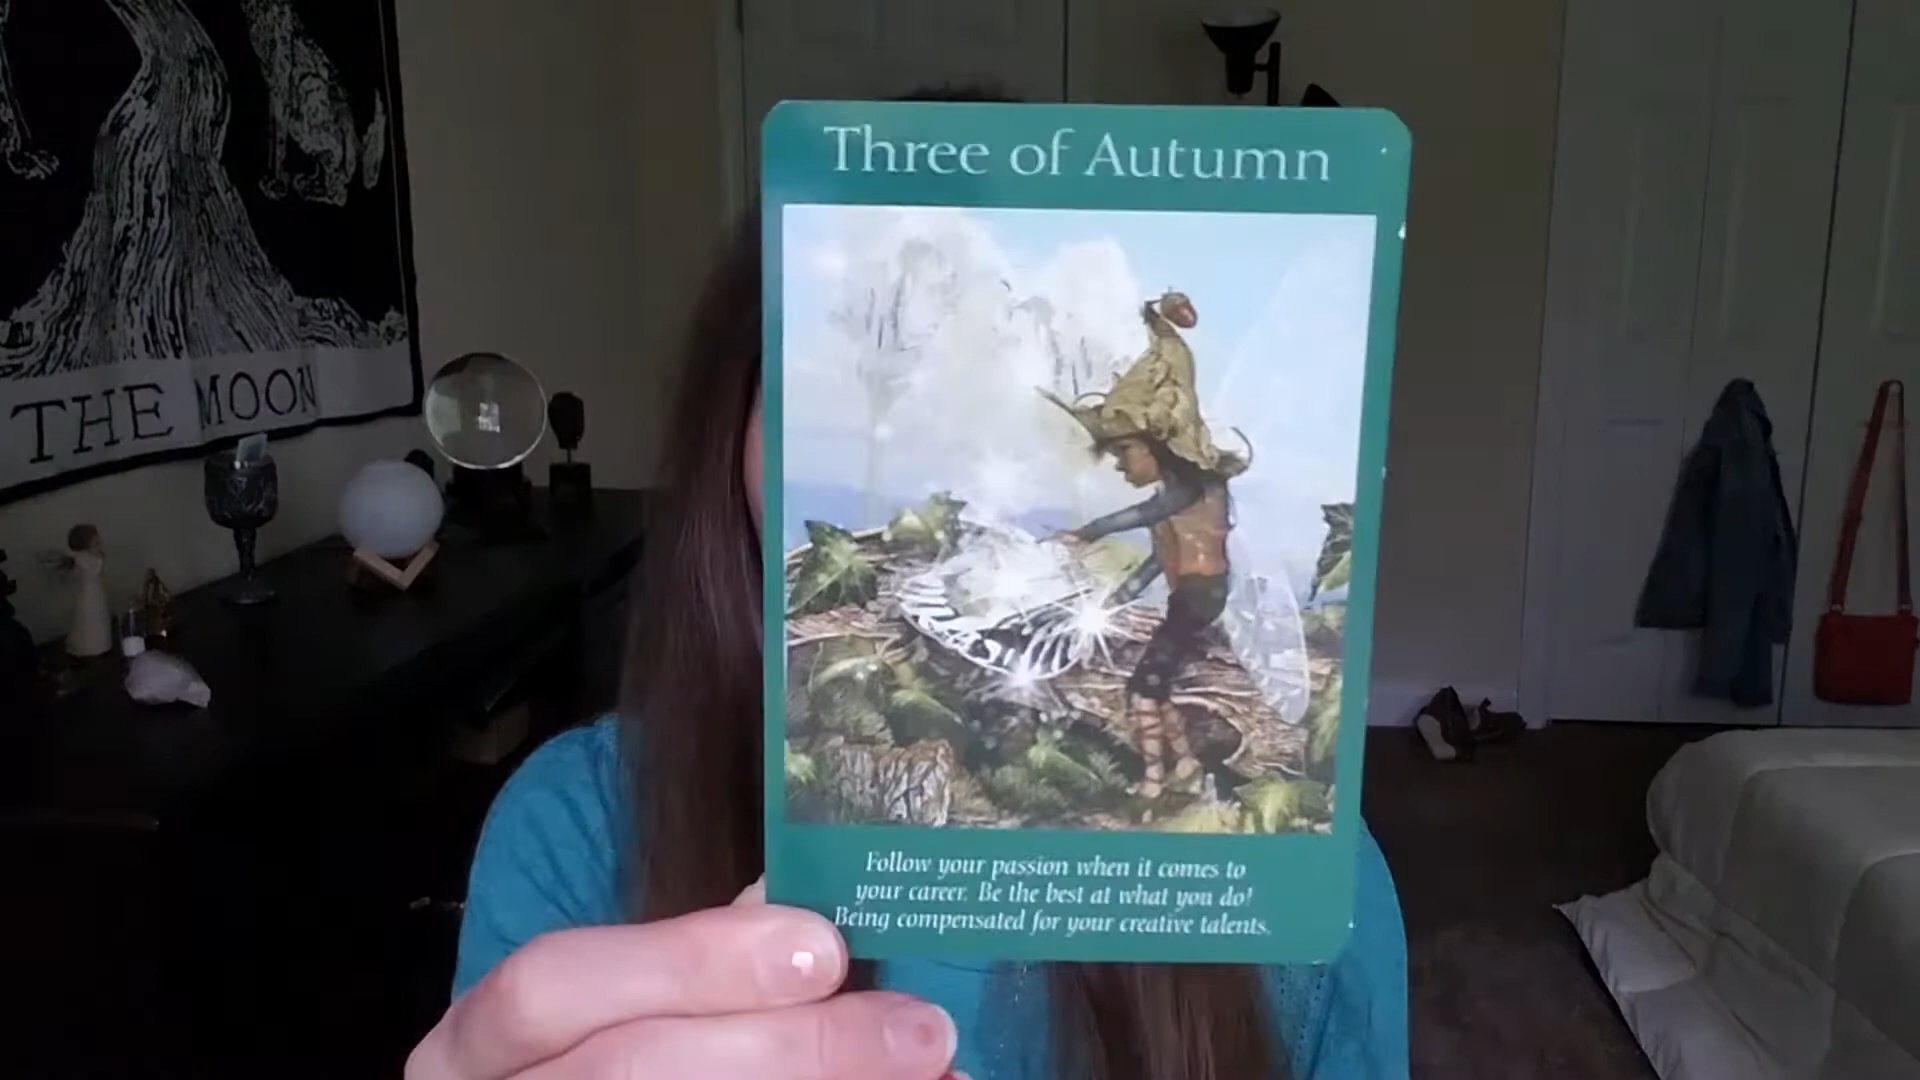 Three of Autumn
THE MOON
Follow your passion when it comes to
your career. Be the best at what you do!
Being compensated for your creative talents.